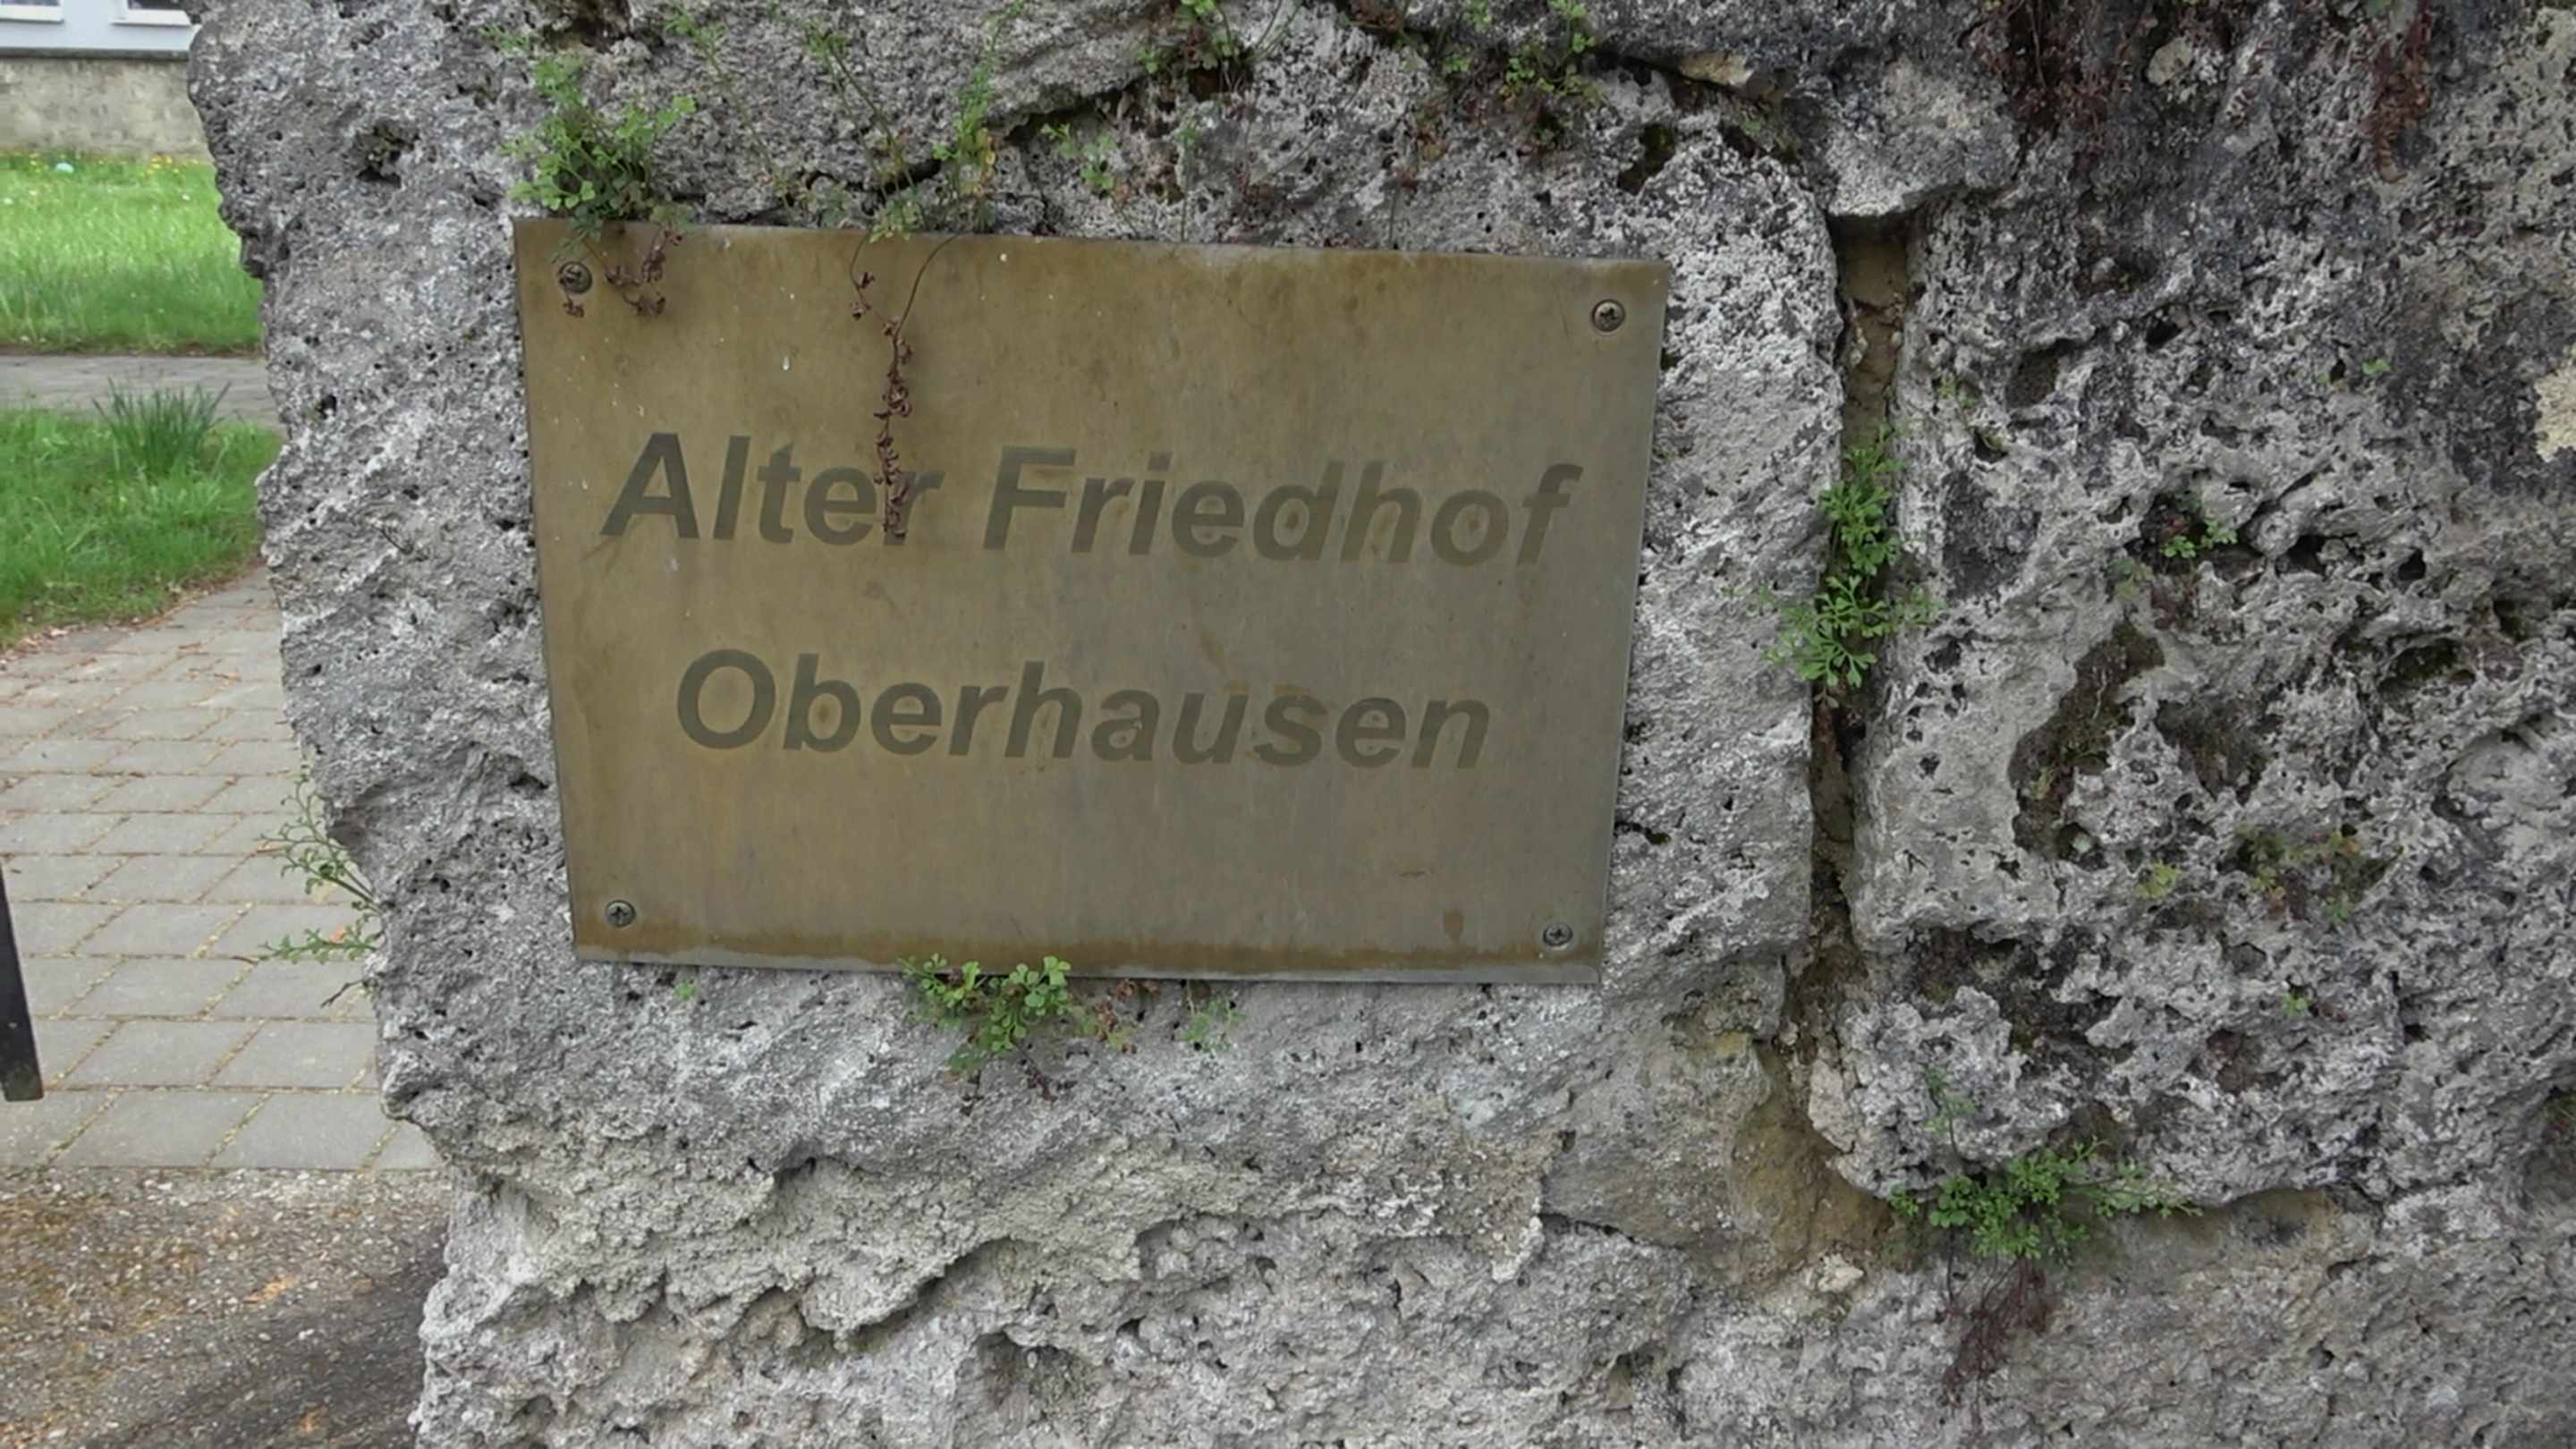 Alter Friedhof
Oberhausen